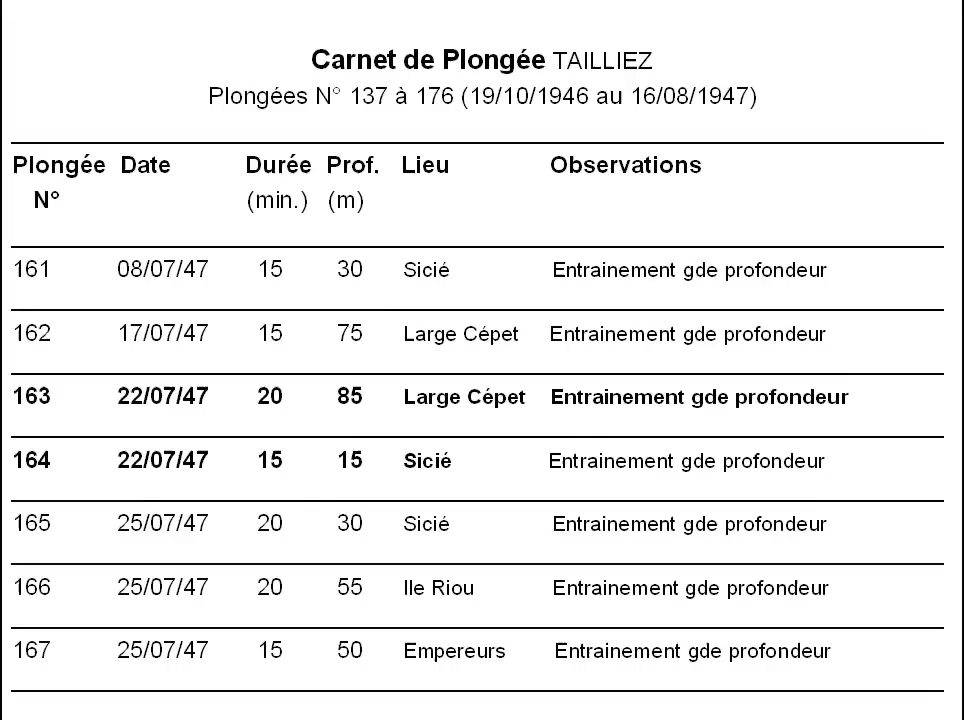 Carnet de Plongée TAILLIEZ
Plongées N° 137 à 176 (19/10/1946 au 16/08/1947)
Plongée Date Durée Prof. Lieu Observations
N° (min.) (m)
161 08/07/47 15 30 Sicié Entrainement gde profondeur
162 17/07/47 15 75 Large Cépet Entrainement gde profondeur
163 22/07/47 20 85 Large Cépet Entrainement gde profondeur
164 22/07/47 15 15 Sicié Entrainement gde profondeur
165 25/07/47 20 30 Sicié Entrainement gde profondeur
166 25/07/47 20 55 Ile Riou Entrainement gde profondeur
167 25/07/47 15 50 Empereurs Entrainement gde profondeur